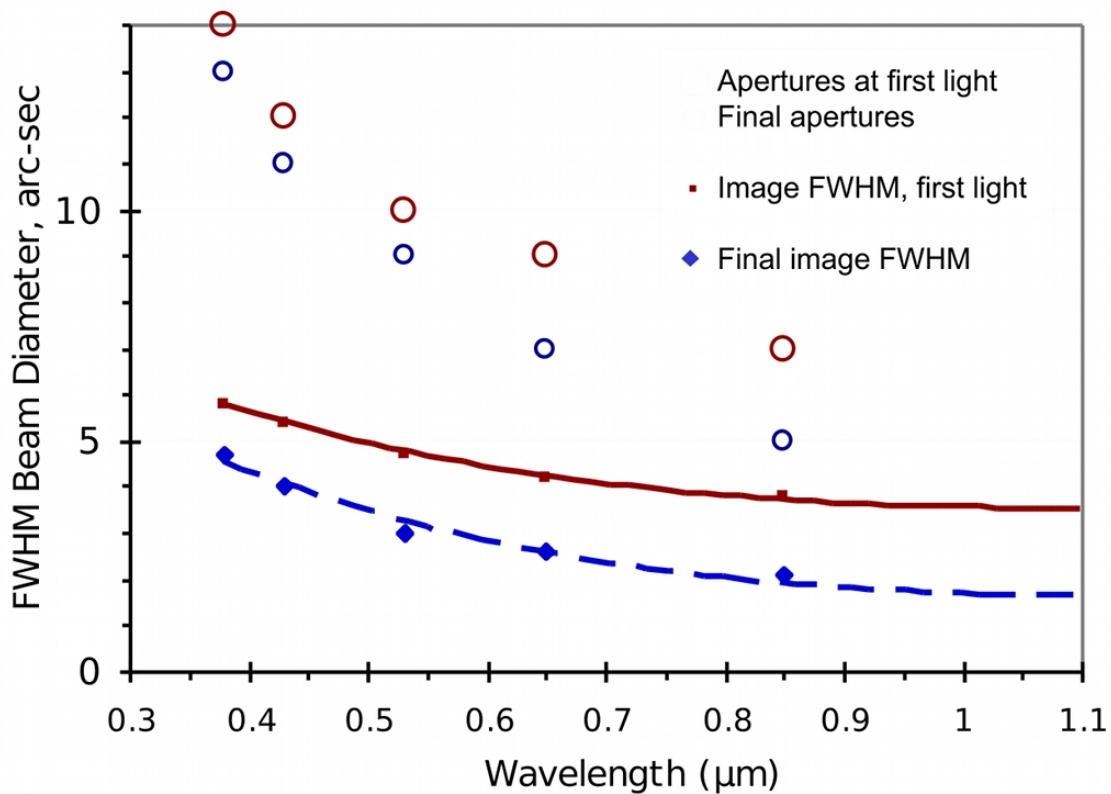 FWHM Beam Diameter, arc-sec
10
5
0
Apertures at first light
Final apertures
Image FWHM, first light
Final image FWHM
0.3 0.4 0.5 0.6 0.7 0.8 0.9 1 1.1
Wavelength (µm)